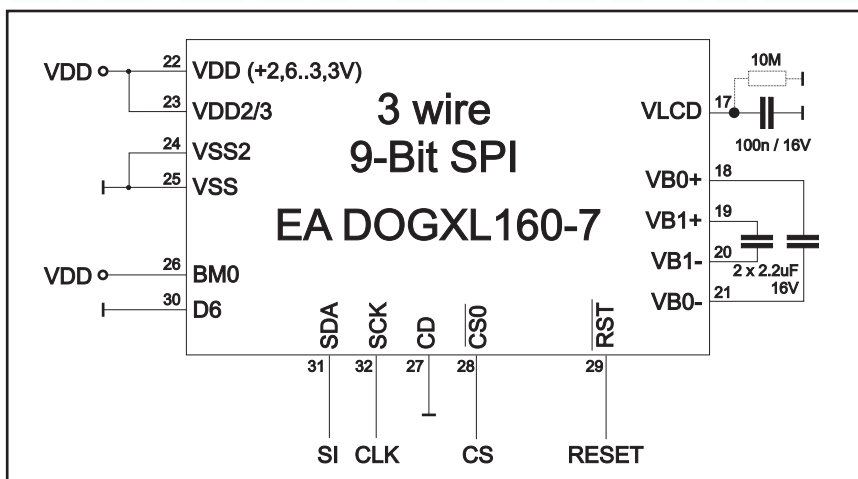 VDD
22
VDD (+2,6..3,3V)
23
VDD2/3
24
VSS2
25
VSS
VDD
26
BM0
30
D6
3 wire
9-Bit SPI
EA DOGXL160-7
10M
17
VLCD
100n / 16V
18
VB0+
19
VB1+
20
VB1-
2 x 2.2uF
16V
21
VB0-
SDA
SCK
CD
CS0
RST
31
32
27
28
29
SI
CLK
CS
RESET